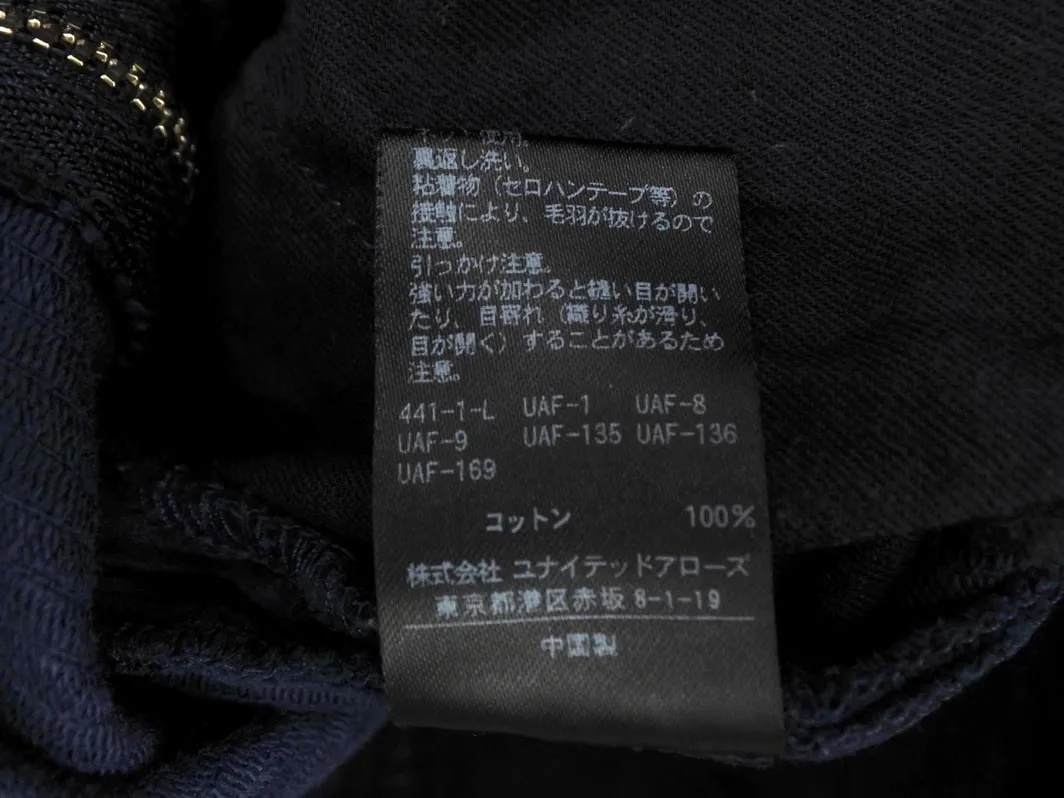 ネット使用。
裏返し洗い。
粘着物(セロハンテープ等)の
接触により、毛羽が抜けるので
注意。
引っかけ注意。
強い力が加わると縫い目が開い
たり、目寄れ(織り糸が滑り、
目が開く)することがあるため
注意。
441-1-L UAF-1 UAF-8
UAF-9 UAF-135 UAF-136
UAF-169
コットン 100%
株式会社 ユナイテッドアローズ
東京都港区赤坂 8-1-19
中国製